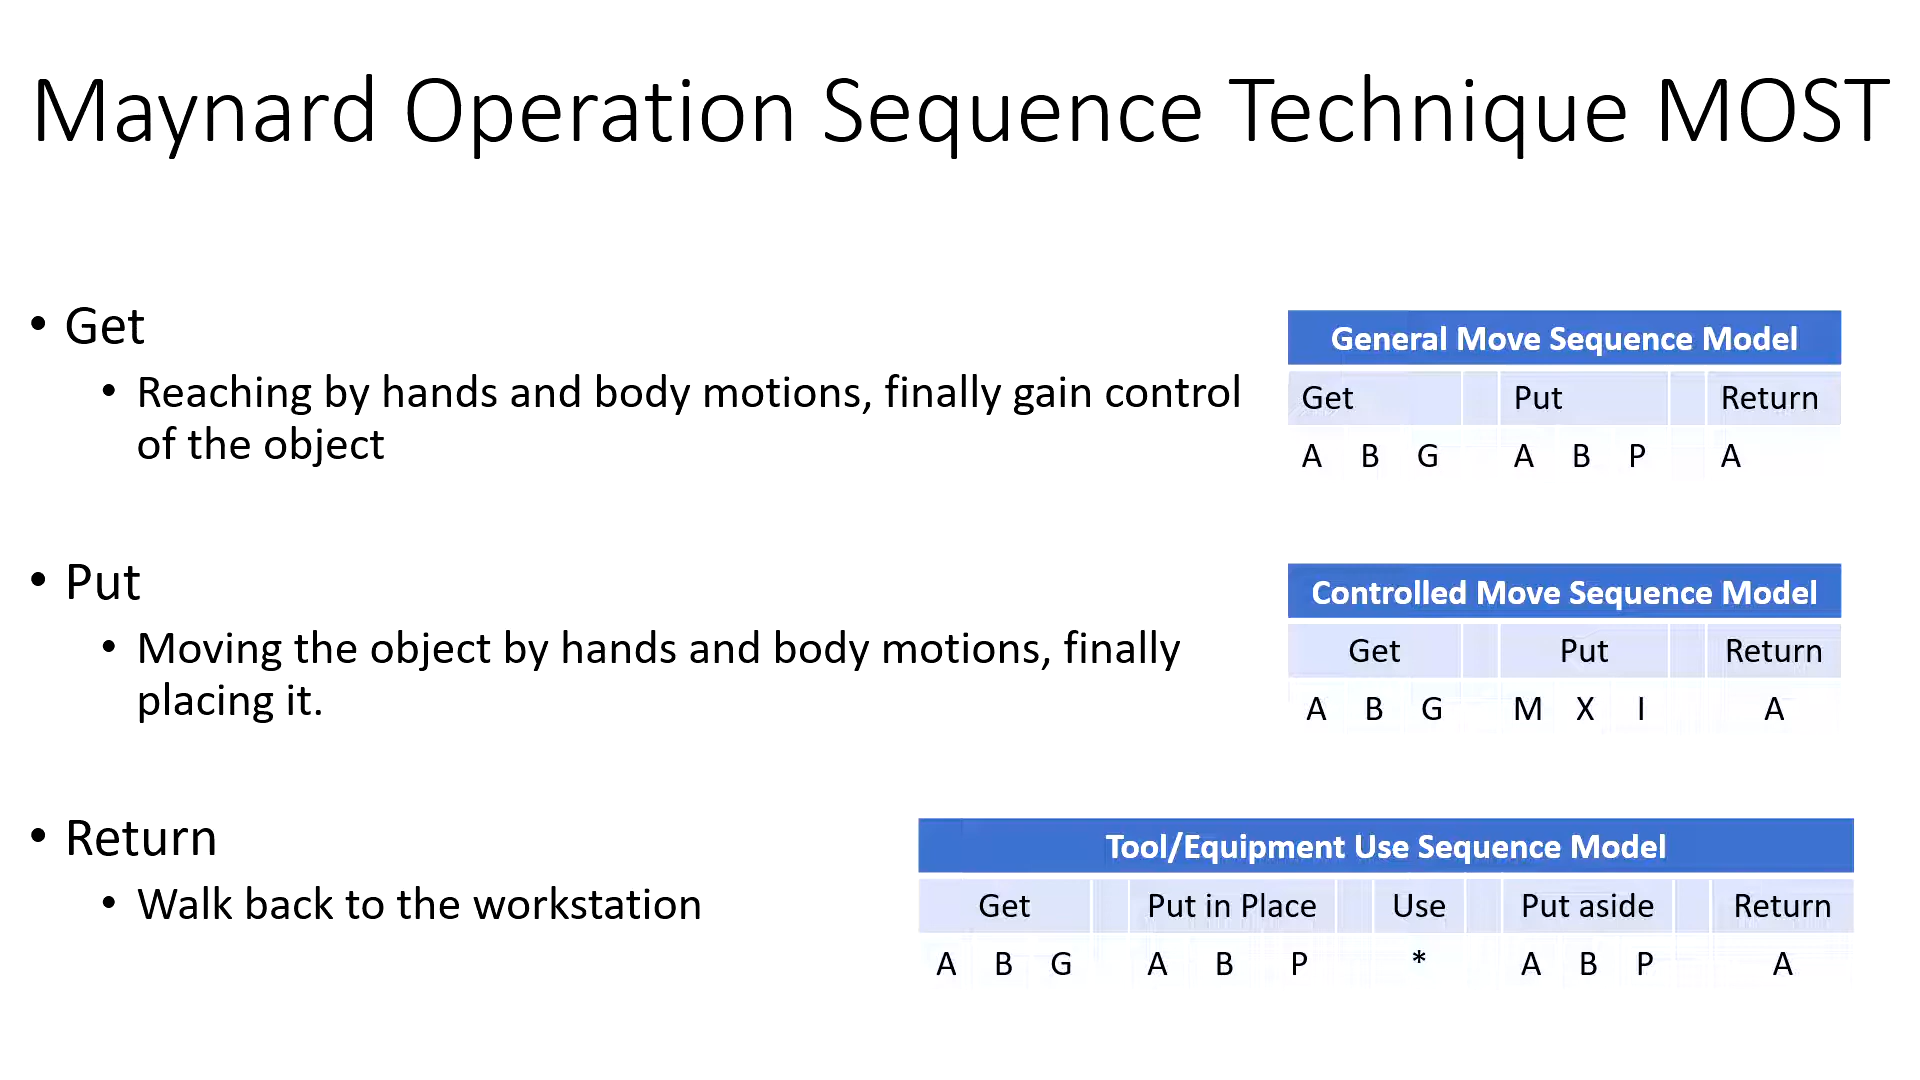 Maynard Operation Sequence Technique MOST
• Get
• Reaching by hands and body motions, finally gain control
of the object
• Put
• Moving the object by hands and body motions, finally
placing it.
• Return
• Walk back to the workstation
General Move Sequence Model
Get Put Return
A B G A B P A
Controlled Move Sequence Model
Get Put Return
A B G M X I A
Tool/Equipment Use Sequence Model
Get Put in Place Use Put aside Return
A B G A B P * A B P A